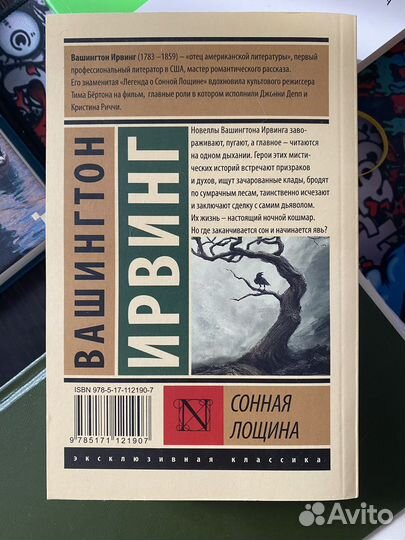 Вашингтон Ирвинг (1783 –1859) – «отец американской литературы», первый
профессиональный литератор в США, мастер романтического рассказа.
Его знаменитая «Легенда о Сонной Лощине» вдохновила культового режиссера
Тима Бёртона на фильм, главные роли в котором исполнили Джонни Депп и
Кристина Риччи.
ВАШИНГТОН
ИРВИНГ
Новеллы Вашингтона Ирвинга заво-
раживают, пугают, а главное – читаются
на одном дыхании. Герои этих мисти-
ческих историй встречают призраков
и духов, ищут зачарованные клады, бродят
по сумрачным лесам, таинственно исчезают
и заключают сделку с самим дьяволом.
Их жизнь – настоящий ночной кошмар.
Но где заканчивается сон и начинается явь?
ISBN 978-5-17-112190-7
9 785171 121907
N
СОННАЯ
ЛОЩИНА
эксклюзивная классика
Avito